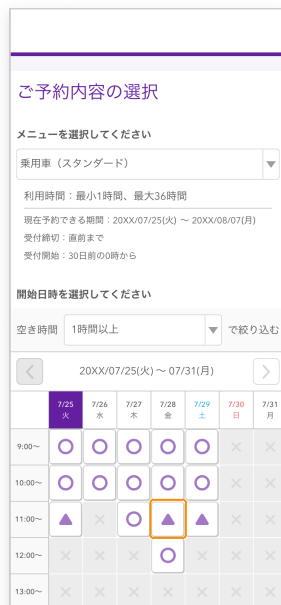 ご予約内容の選択
メニューを選択してください
乗用車（スタンダード）
利用時間：最小1時間、最大36時間
現在予約できる期間：20XX/07/25(火) ～ 20XX/08/07(月)
受付締切：直前まで
受付開始：30日前の0時から
開始日時を選択してください
空き時間 1時間以上 で絞り込む
20XX/07/25(火)～ 07/31(月)
7/25 7/26 7/27 7/28 7/29 7/30 7/31
火 水 木 金 土 日 月
9:00～ ○ ○ ○ ○ ○ × ×
10:00～ ○ ○ ○ ○ ○ × ×
11:00～ ▲ × ○ ▲ ▲ × ×
12:00～ × × × ○ × × ×
13:00～ × × × × × × ×